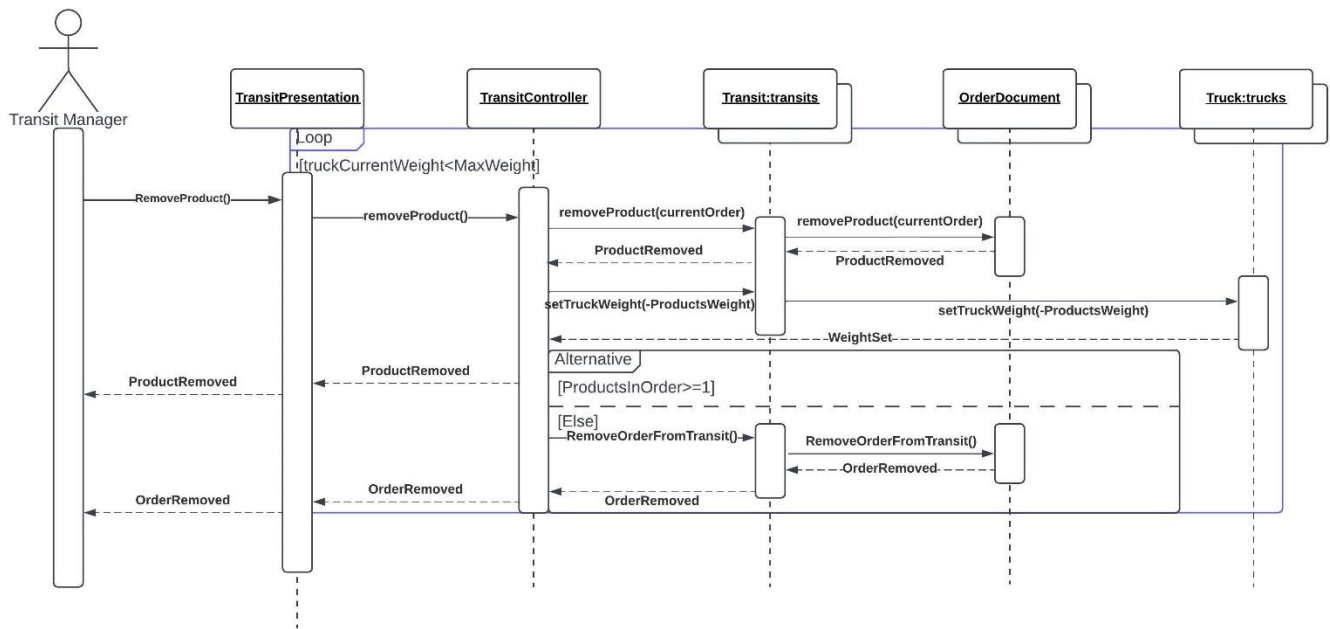 Transit Manager
TransitPresentation
TransitController
Transit:transits
OrderDocument
Truck:trucks
Loop
[truckCurrentWeight<MaxWeight]
RemoveProduct()
removeProduct()
removeProduct(currentOrder)
removeProduct(currentOrder)
ProductRemoved
ProductRemoved
setTruckWeight(-ProductsWeight)
setTruckWeight(-ProductsWeight)
WeightSet
Alternative
ProductRemoved
ProductRemoved
[ProductsInOrder>=1]
[Else]
RemoveOrderFromTransit()
RemoveOrderFromTransit()
OrderRemoved
OrderRemoved
OrderRemoved
OrderRemoved